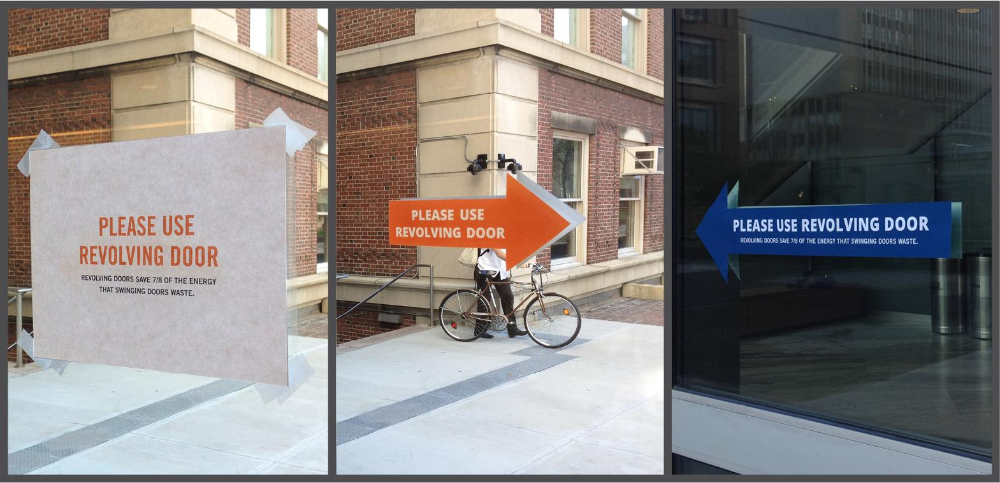 PLEASE USE
REVOLVING DOOR
REVOLVING DOORS SAVE 7/8 OF THE ENERGY
THAT SWINGING DOORS WASTE.
PLEASE USE
REVOLVING DOOR
PLEASE USE REVOLVING DOOR
REVOLVING DOORS SAVE 7/8 OF THE ENERGY THAT SWINGING DOORS WASTE.